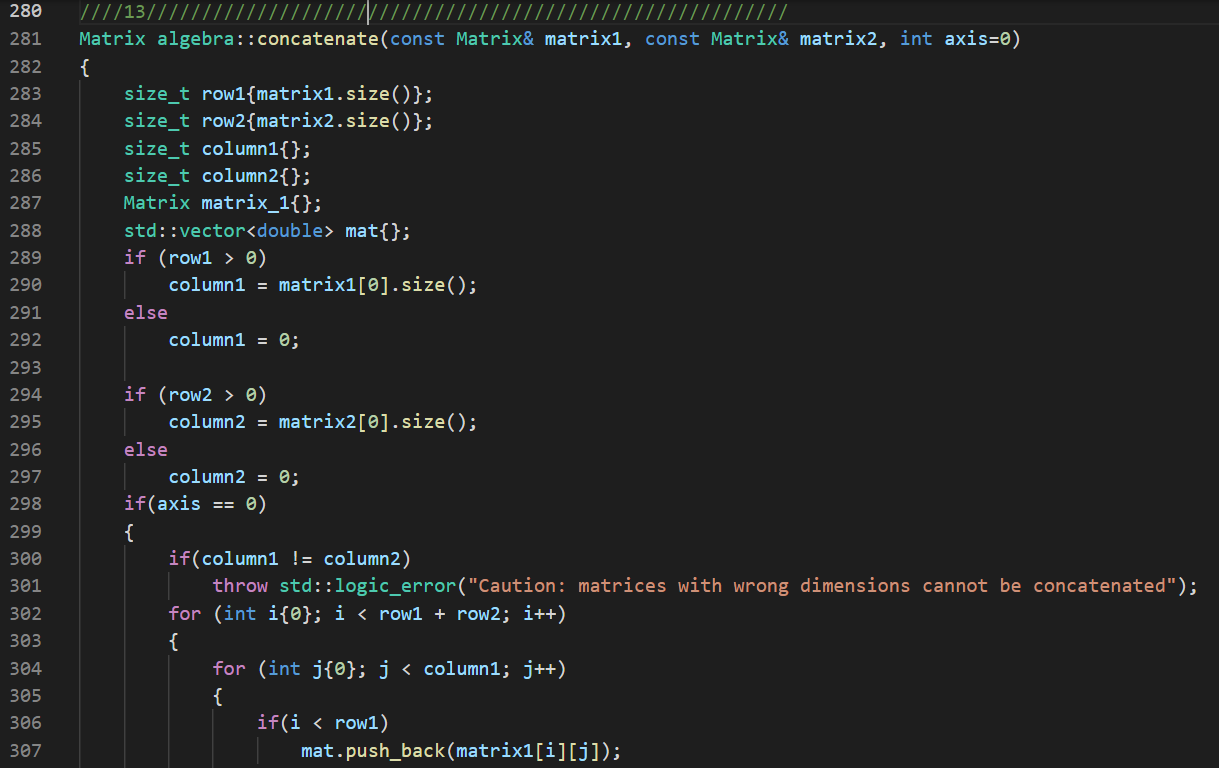 280 ////13//////////////////////////////////////////////////////////
281 Matrix algebra::concatenate(const Matrix& matrix1, const Matrix& matrix2, int axis=0)
282 {
283     size_t row1{matrix1.size()};
284     size_t row2{matrix2.size()};
285     size_t column1{};
286     size_t column2{};
287     Matrix matrix_1{};
288     std::vector<double> mat{};
289     if (row1 > 0)
290         column1 = matrix1[0].size();
291     else
292         column1 = 0;
293
294     if (row2 > 0)
295         column2 = matrix2[0].size();
296     else
297         column2 = 0;
298     if(axis == 0)
299     {
300         if(column1 != column2)
301             throw std::logic_error("Caution: matrices with wrong dimensions cannot be concatenated");
302         for (int i{0}; i < row1 + row2; i++)
303         {
304             for (int j{0}; j < column1; j++)
305             {
306                 if(i < row1)
307                     mat.push_back(matrix1[i][j]);